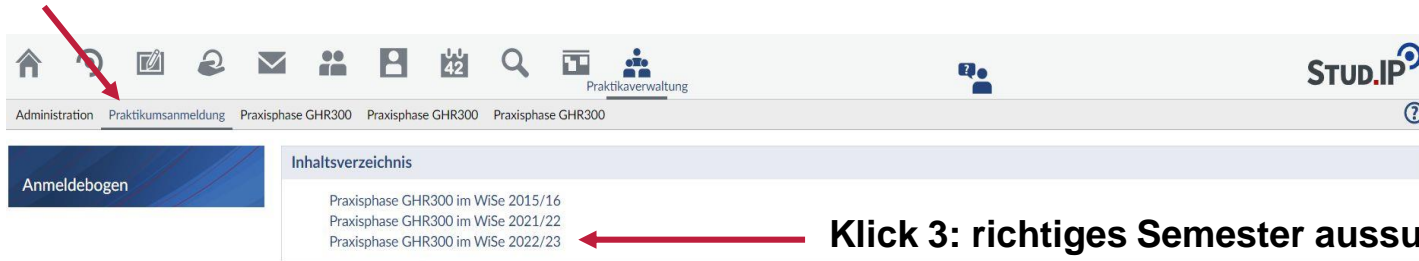 42
Praktikaverwaltung
STUD.IP
Administration Praktikumsanmeldung Praxisphase GHR300 Praxisphase GHR300 Praxisphase GHR300
Anmeldebogen
Inhaltsverzeichnis
Praxisphase GHR300 im WiSe 2015/16
Praxisphase GHR300 im WiSe 2021/22
Praxisphase GHR300 im WiSe 2022/23
Klick 3: richtiges Semester aussu